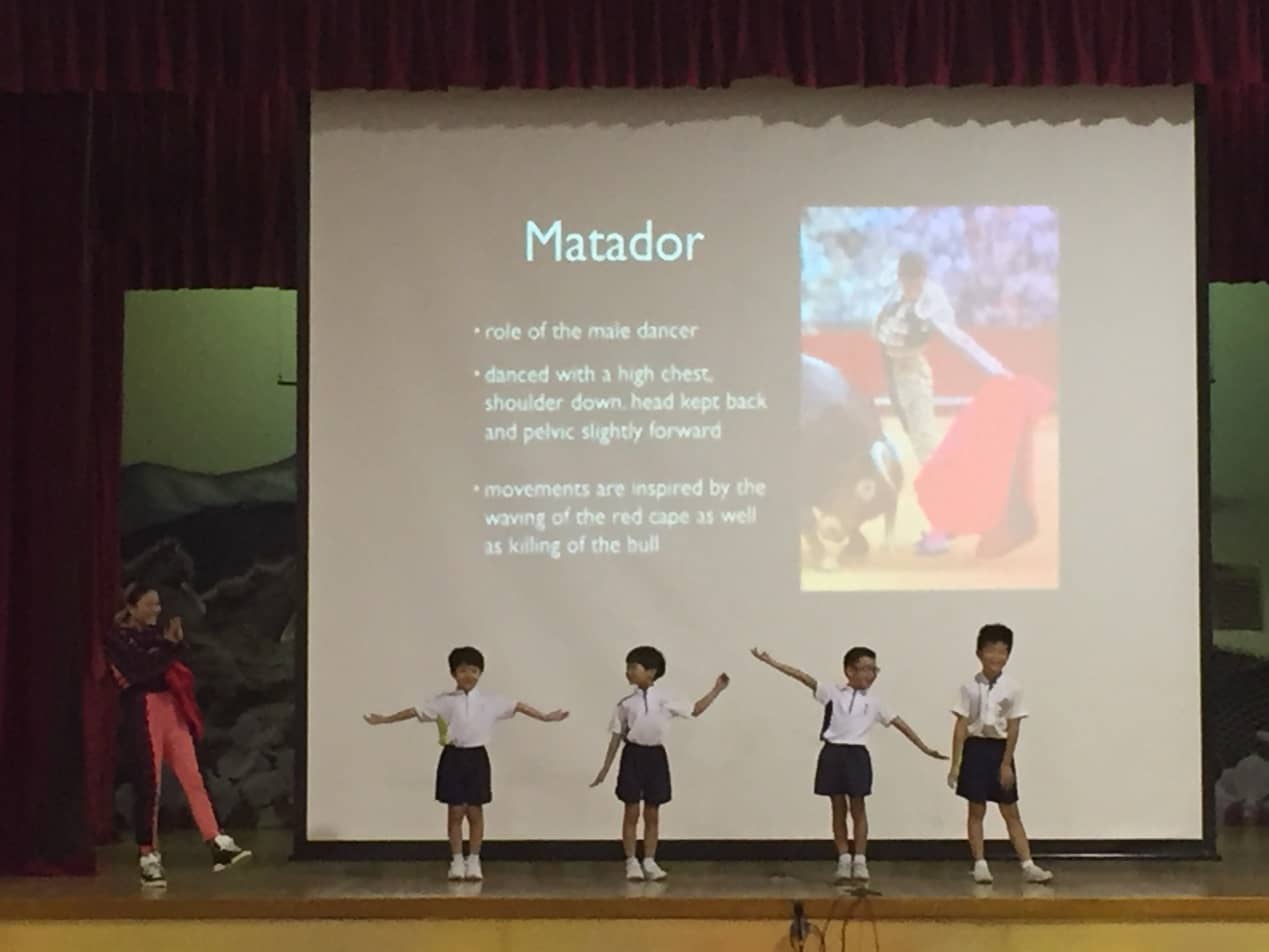 Matador
• role of the male dancer
• danced with a high chest,
shoulder down, head kept back
and pelvic slightly forward
• movements are inspired by the
waving of the red cape as well
as killing of the bull